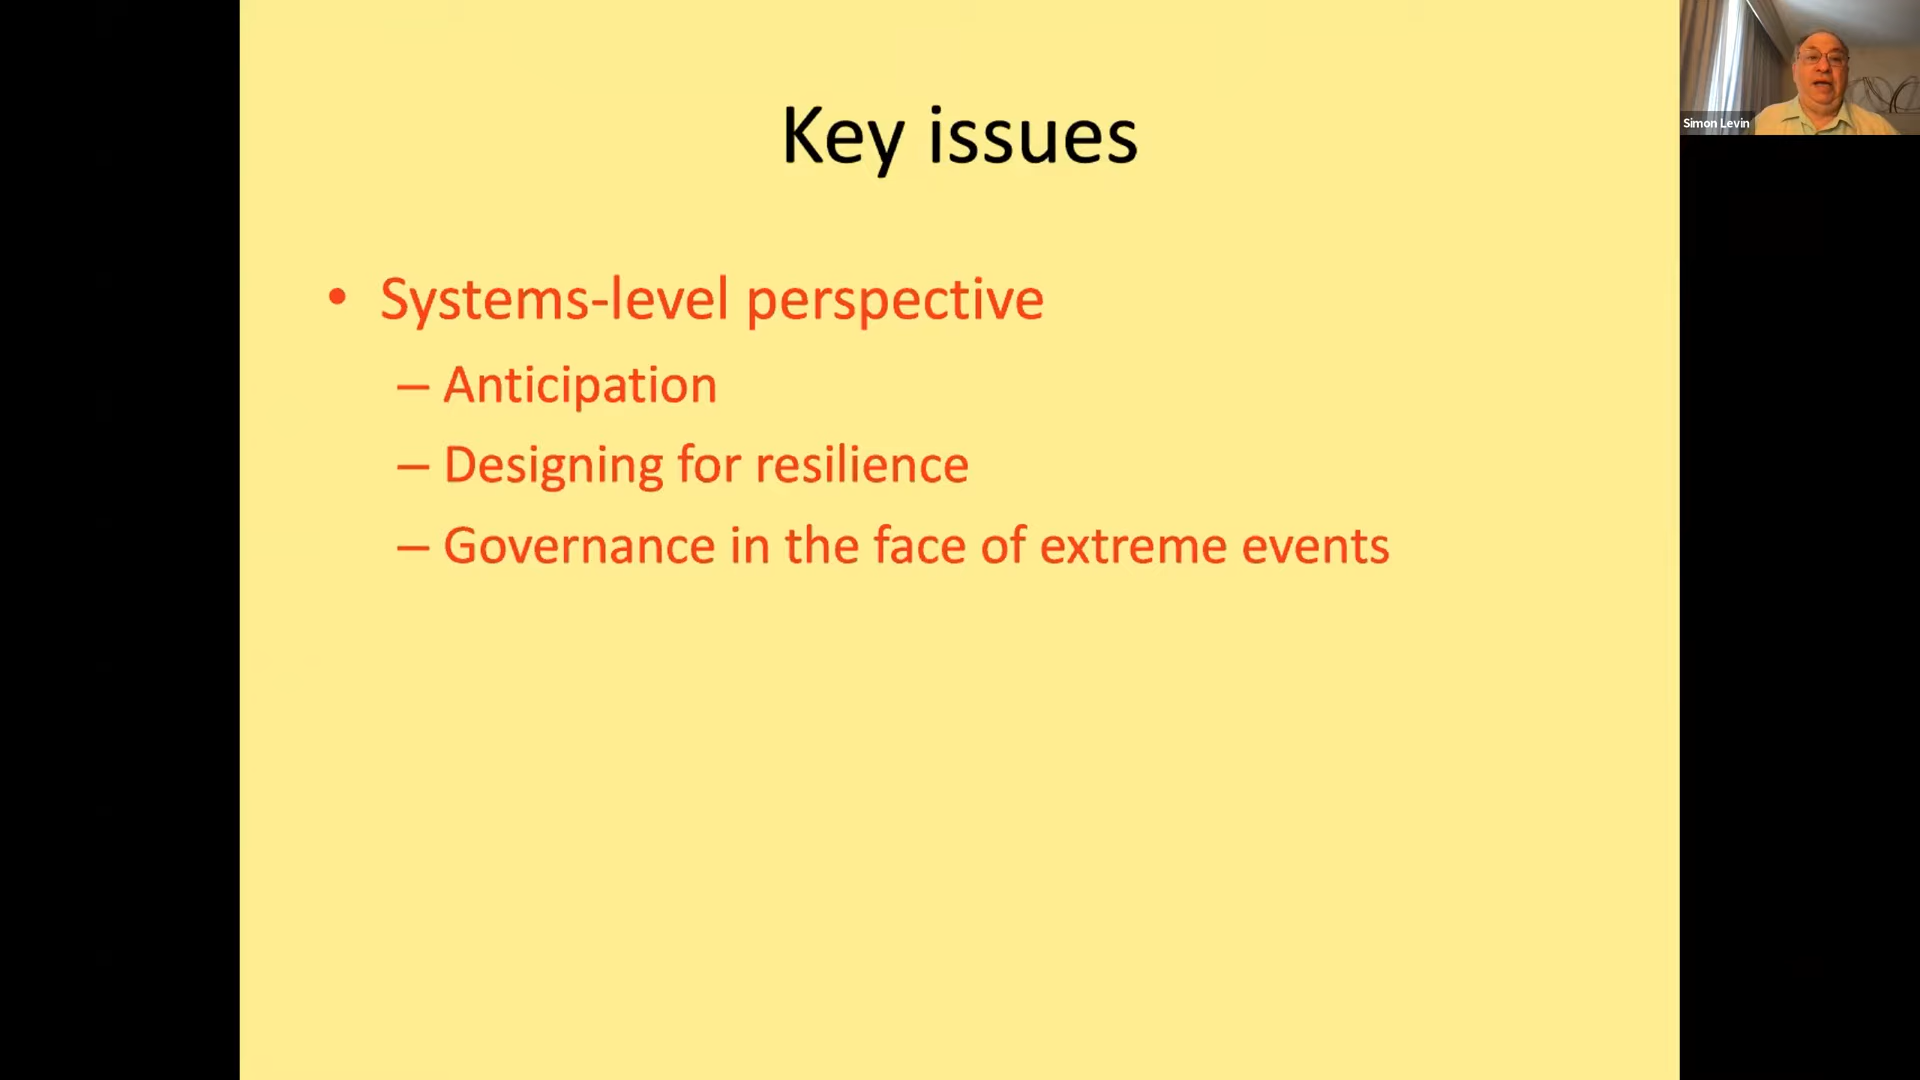 Key issues
Simon Levin
• Systems-level perspective
– Anticipation
– Designing for resilience
– Governance in the face of extreme events